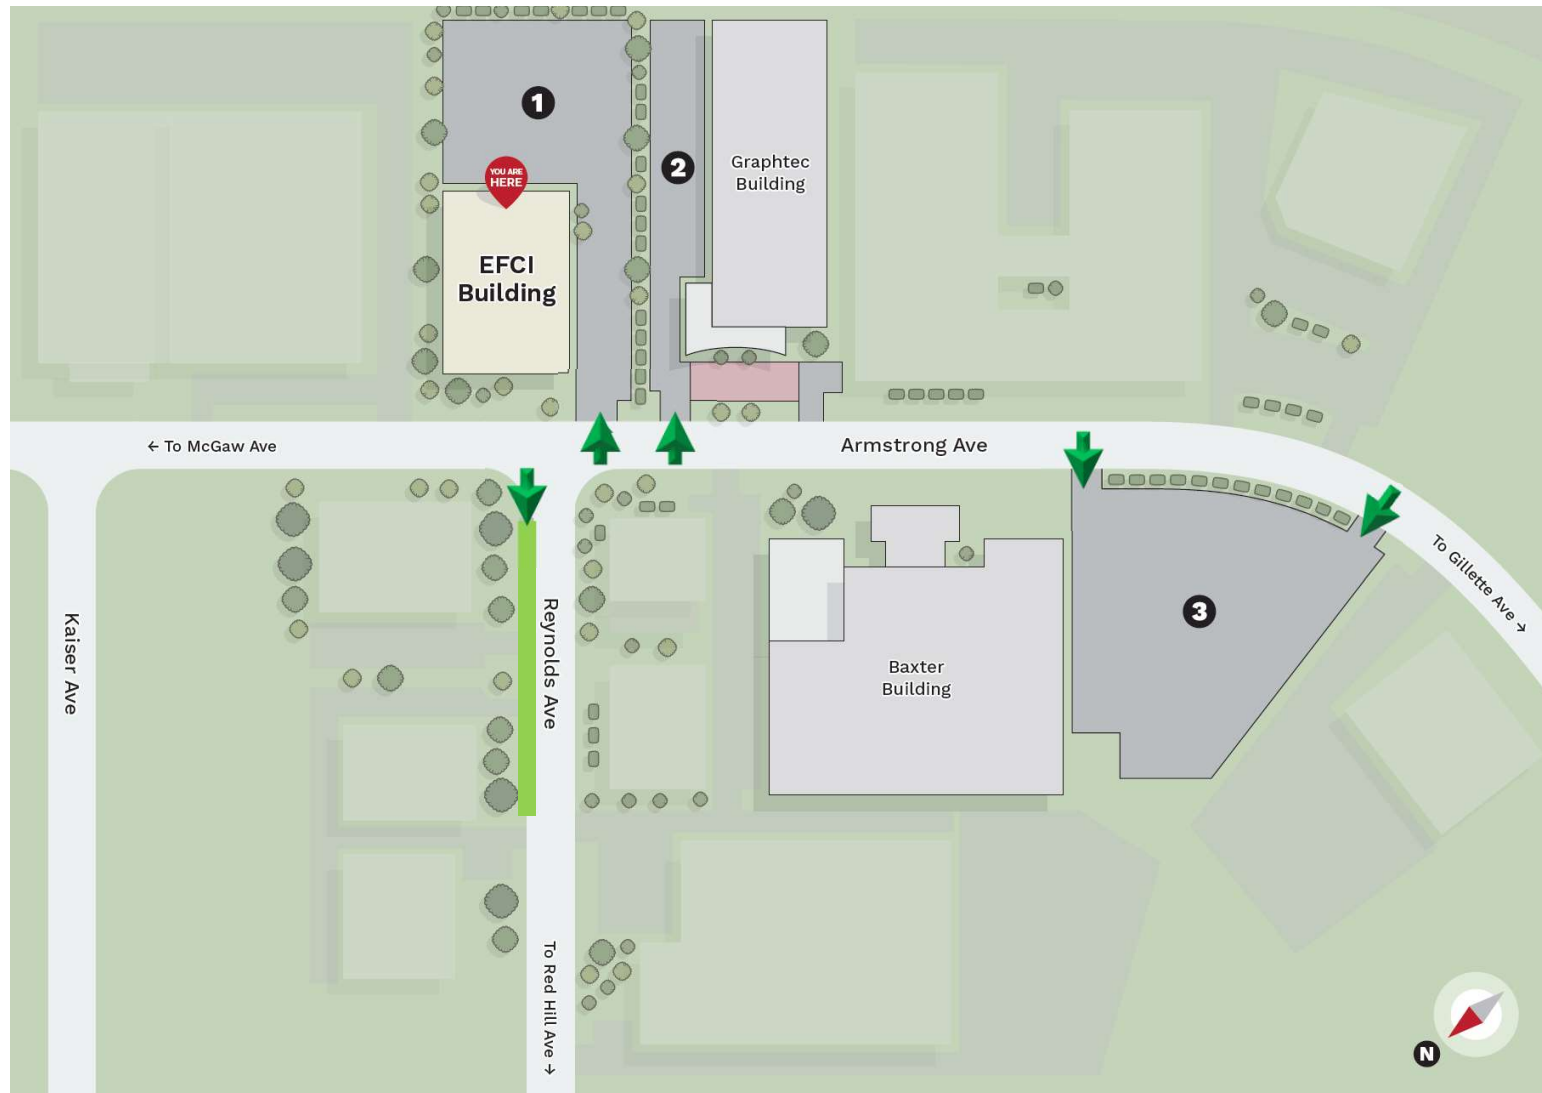 1
2
Graphtec
Building
YOU ARE
HERE
EFCI
Building
← To McGaw Ave
Armstrong Ave
To Gillette Ave →
Kaiser Ave
Reynolds Ave
3
Baxter
Building
To Red Hill Ave →
N